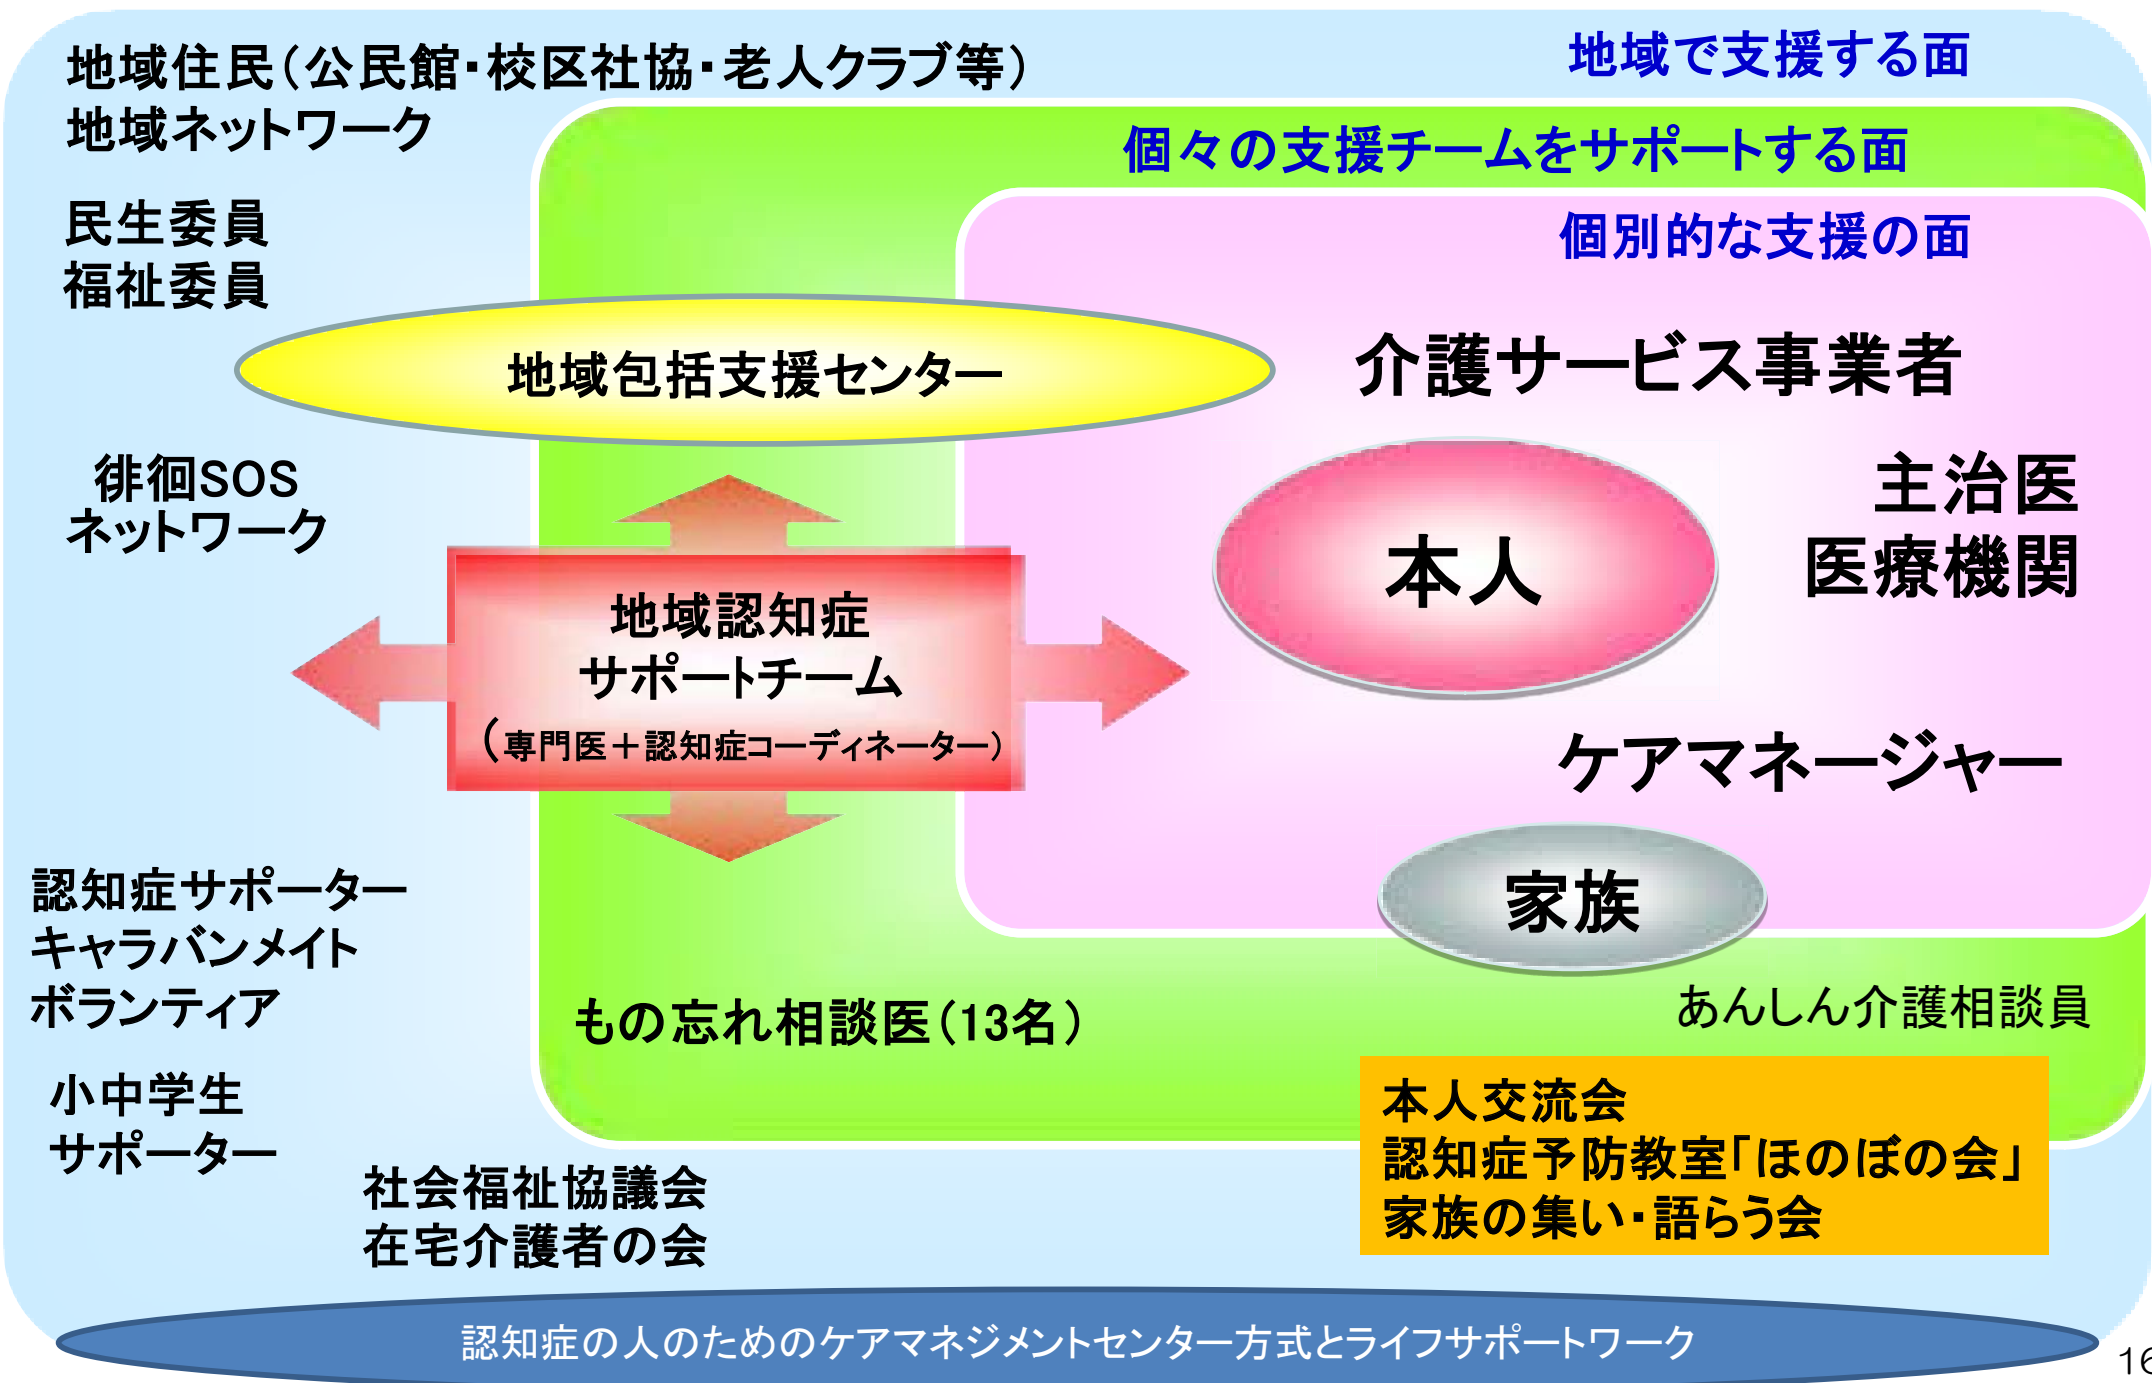 地域住民（公民館・校区社協・老人クラブ等）
地域ネットワーク
地域で支援する面
個々の支援チームをサポートする面
個別的な支援の面
民生委員
福祉委員
地域包括支援センター
介護サービス事業者
徘徊SOS
ネットワーク
本人
主治医
医療機関
地域認知症
サポートチーム
（専門医＋認知症コーディネーター）
ケアマネージャー
家族
認知症サポーター
キャラバンメイト
ボランティア
もの忘れ相談医（13名）
あんしん介護相談員
小中学生
サポーター
本人交流会
認知症予防教室「ほのぼの会」
家族の集い・語らう会
社会福祉協議会
在宅介護者の会
認知症の人のためのケアマネジメントセンター方式とライフサポートワーク
16